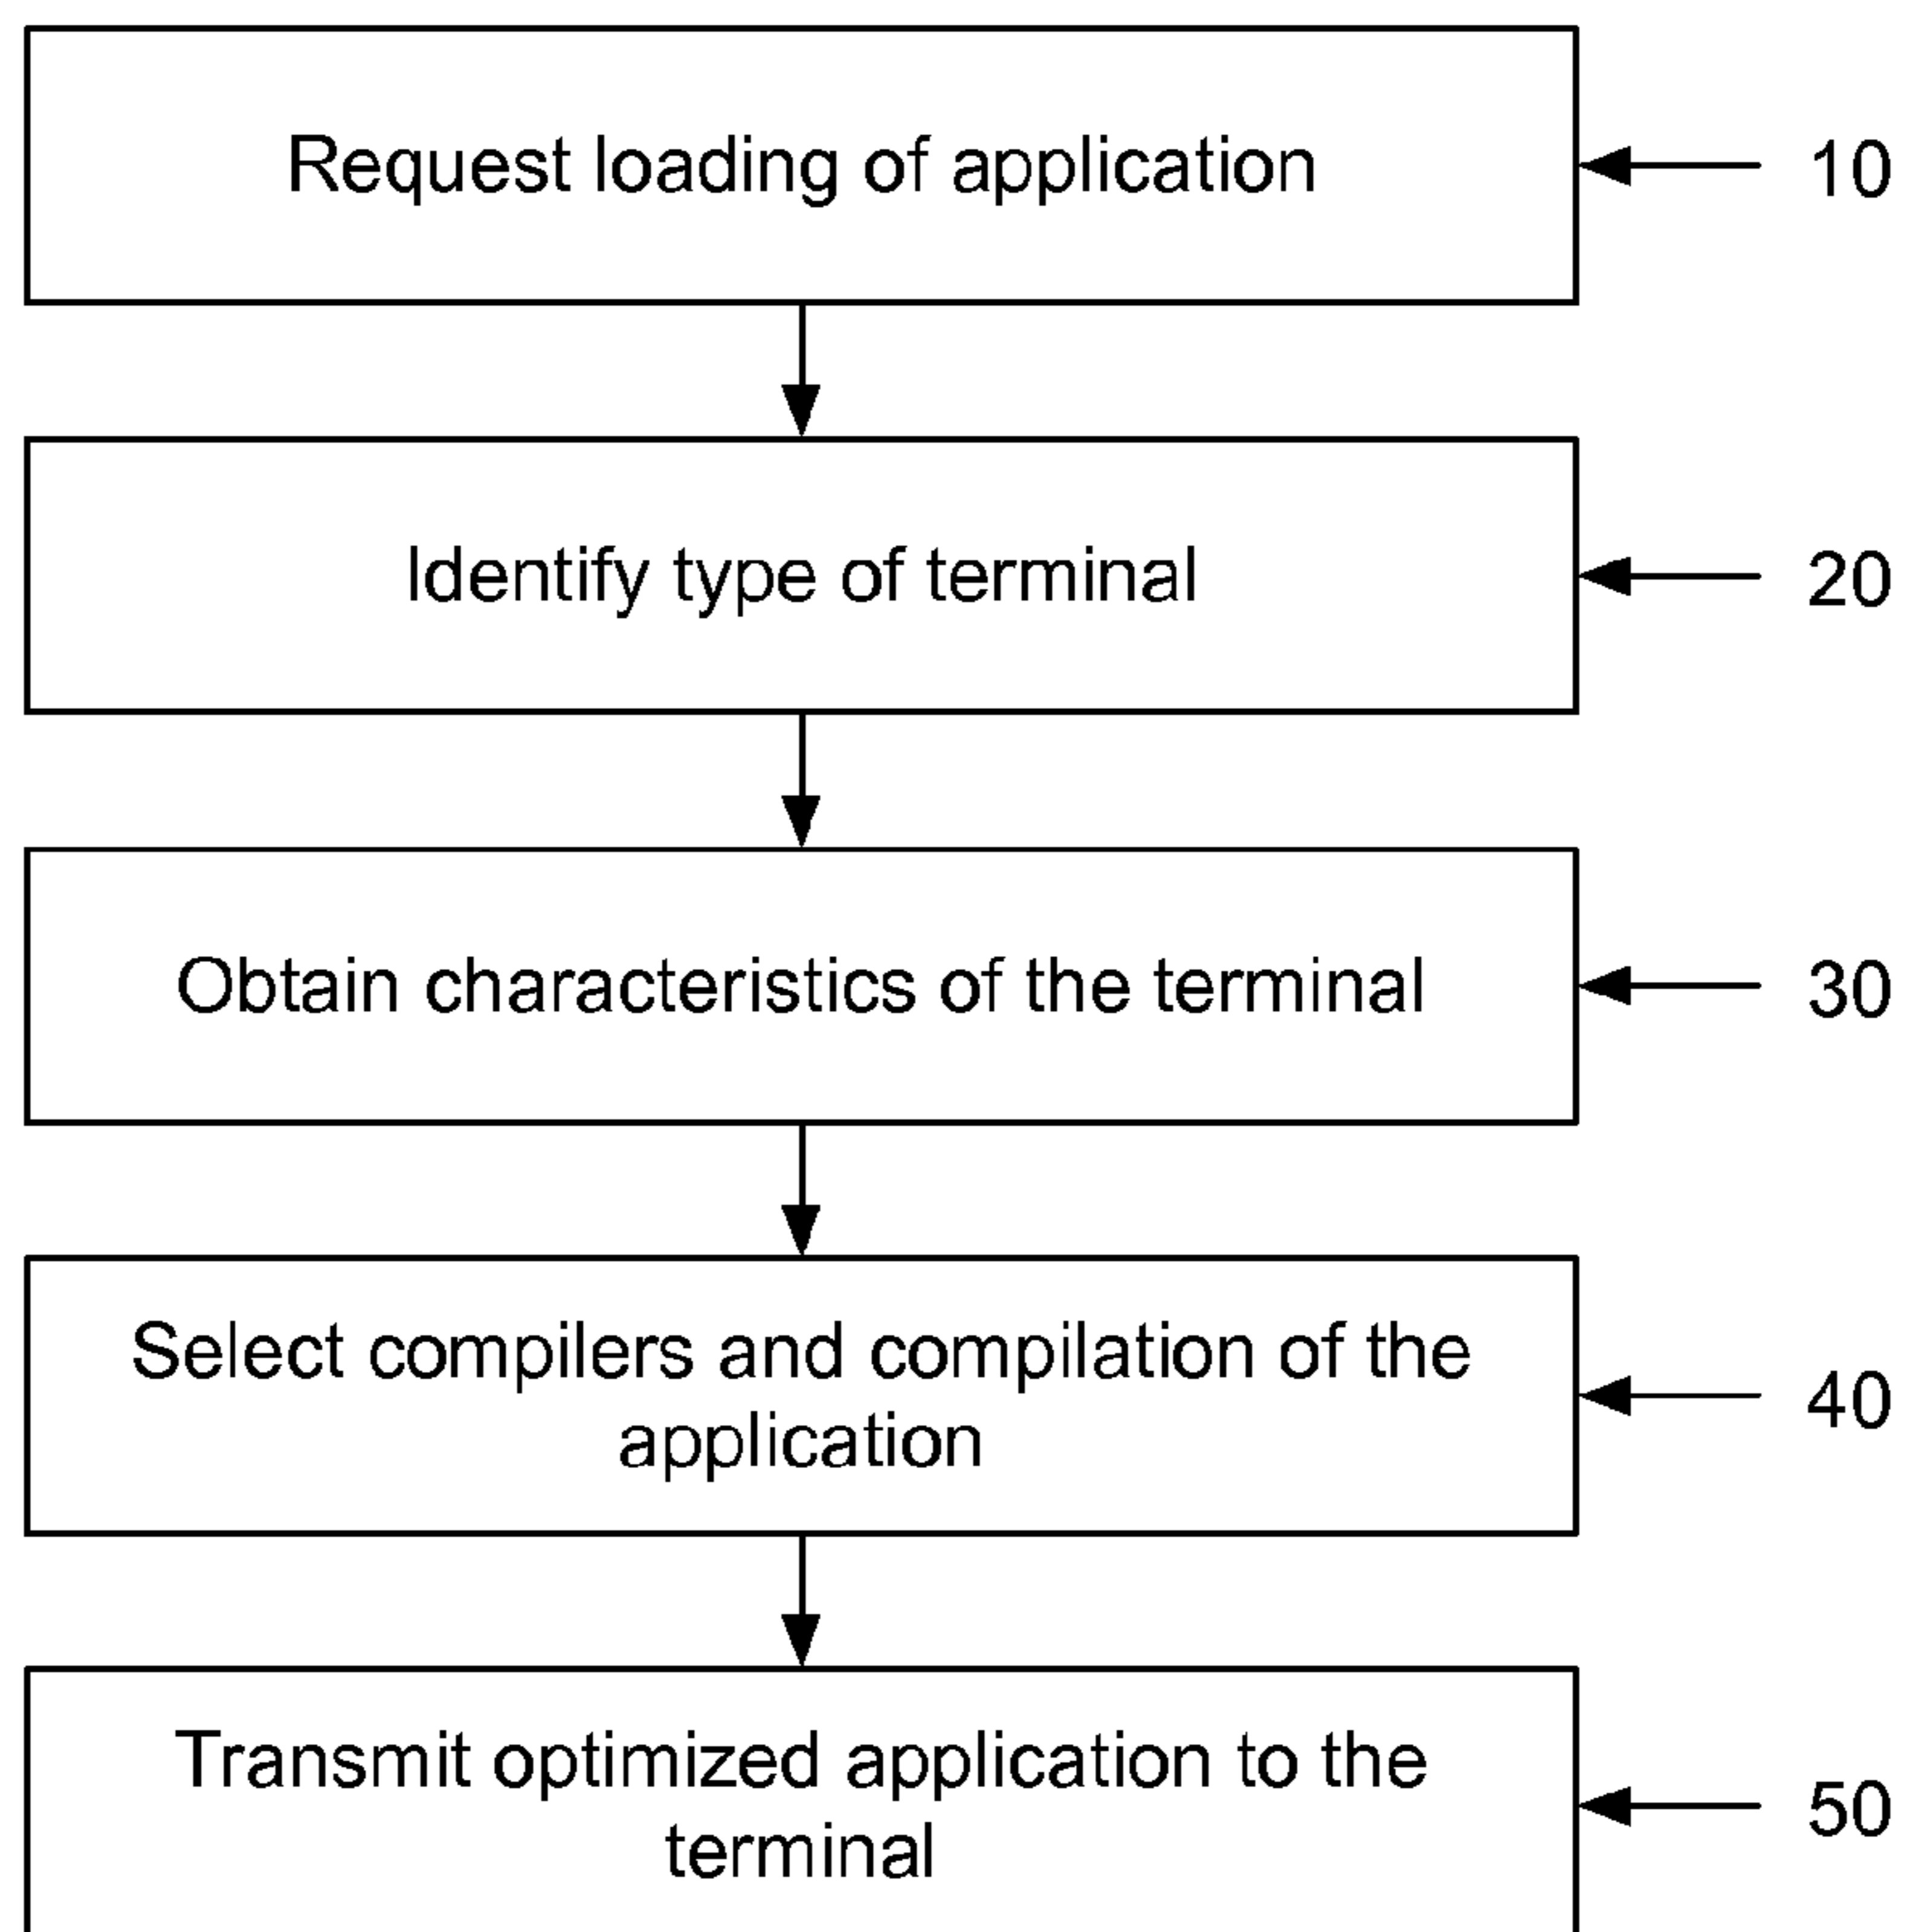 Request loading of application
10
Identify type of terminal
20
Obtain characteristics of the terminal
30
Select compilers and compilation of the
application
40
Transmit optimized application to the
terminal
50